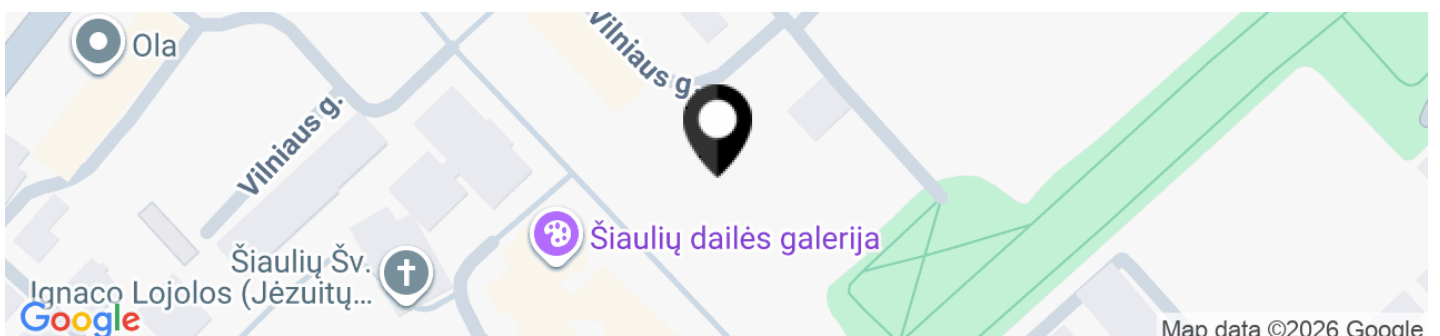 Ola
Vilniaus g.
Vilniaus g.
Šiaulių dailės galerija
Šiaulių Šv.
Ignaco Lojolos (Jėzuitų...
Google
Map data ©2026 Google